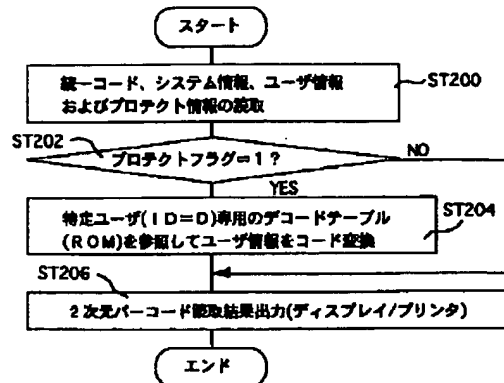 スタート
統一コード、システム情報、ユーザ情報
およびプロテクト情報の読取
ST200
ST202
プロテクトフラグ=1?
NO
YES
特定ユーザ(ID=D)専用のデコードテーブル
(ROM)を参照してユーザ情報をコード変換
ST204
ST206
2次元バーコード読取結果出力(ディスプレイ/プリンタ)
エンド